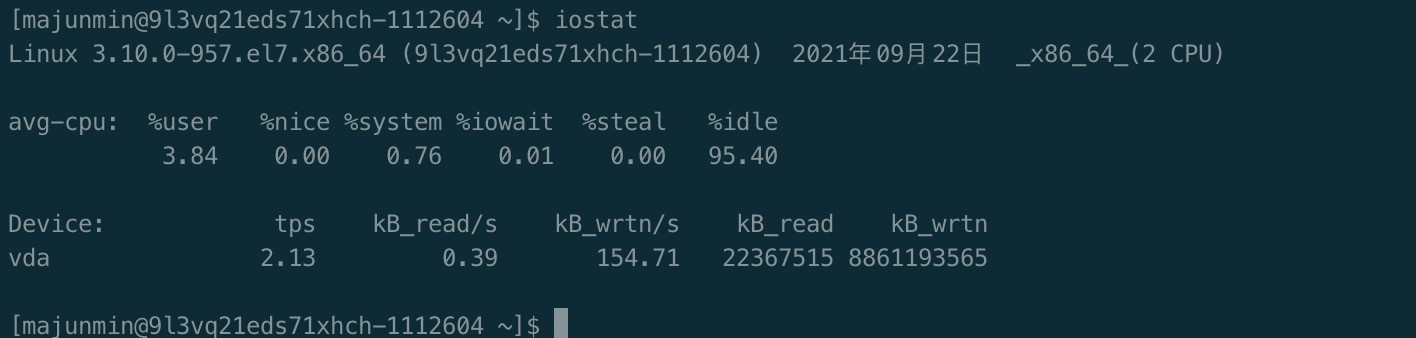 [majunmin@9l3vq21eds71xhch-1112604 ~]$ iostat
Linux 3.10.0-957.el7.x86_64 (9l3vq21eds71xhch-1112604) 2021年09月22日 _x86_64_(2 CPU)
avg-cpu: %user %nice %system %iowait %steal %idle
3.84 0.00 0.76 0.01 0.00 95.40
Device: tps kB_read/s kB_wrtn/s kB_read kB_wrtn
vda 2.13 0.39 154.71 22367515 8861193565
[majunmin@9l3vq21eds71xhch-1112604 ~]$